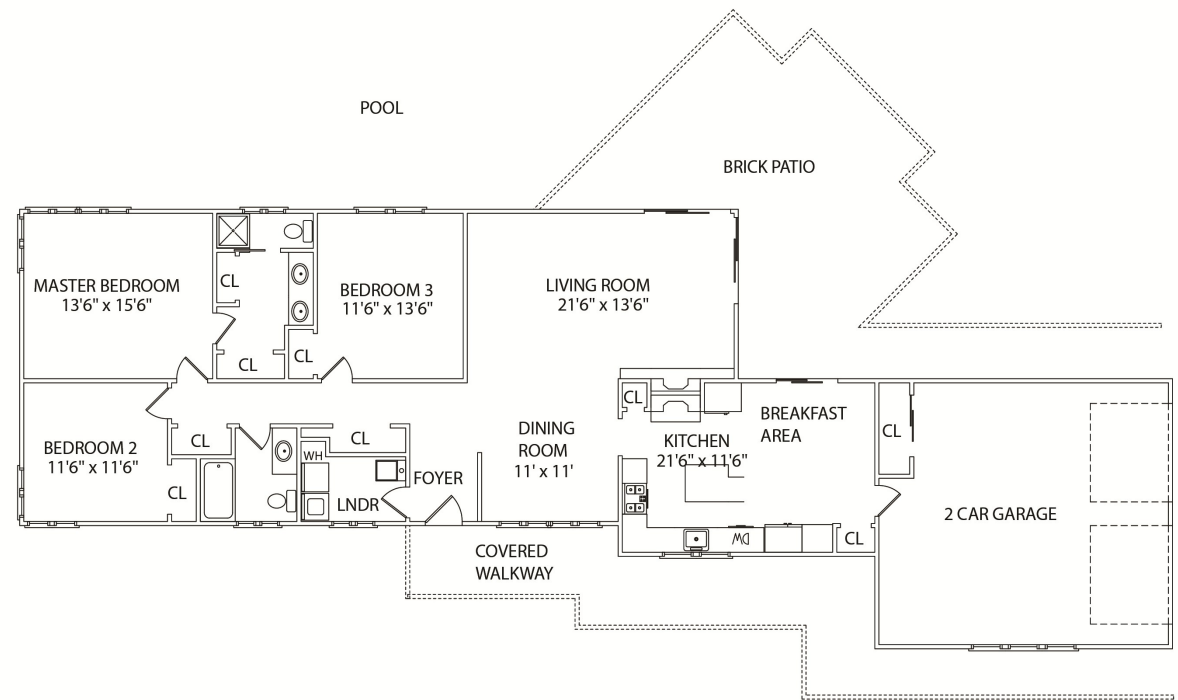 POOL
BRICK PATIO
MASTER BEDROOM
13'6" x 15'6"
CL
BEDROOM 3
11'6" x 13'6"
LIVING ROOM
21'6" x 13'6"
CL
CL
CL
BREAKFAST
AREA
BEDROOM 2
11'6" x 11'6"
CL
CL
DINING
ROOM
11' x 11'
KITCHEN
21'6" x 11'6"
CL
WH
CL
FOYER
LNDR
2 CAR GARAGE
DW
CL
COVERED
WALKWAY